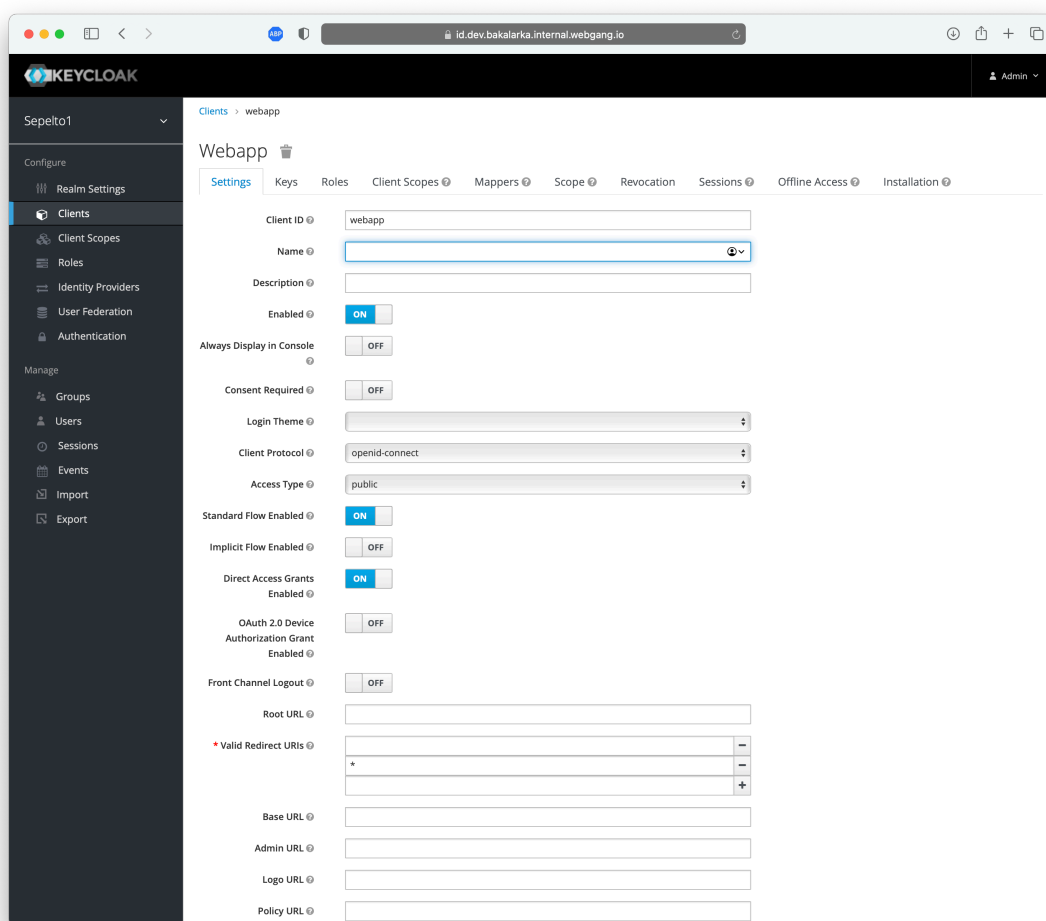 ABP
id.dev.bakalarka.internal.webgang.io
KEYCLOAK
Admin
Sepelto1
Configure
Realm Settings
Clients
Client Scopes
Roles
Identity Providers
User Federation
Authentication
Manage
Groups
Users
Sessions
Events
Import
Export
Clients > webapp
Webapp
Settings Keys Roles Client Scopes Mappers Scope Revocation Sessions Offline Access Installation
Client ID webapp
Name
Description
Enabled ON
Always Display in Console OFF
Consent Required OFF
Login Theme
Client Protocol openid-connect
Access Type public
Standard Flow Enabled ON
Implicit Flow Enabled OFF
Direct Access Grants ON
Enabled
OAuth 2.0 Device OFF
Authorization Grant
Enabled
Front Channel Logout OFF
Root URL
* Valid Redirect URIs
*
Base URL
Admin URL
Logo URL
Policy URL